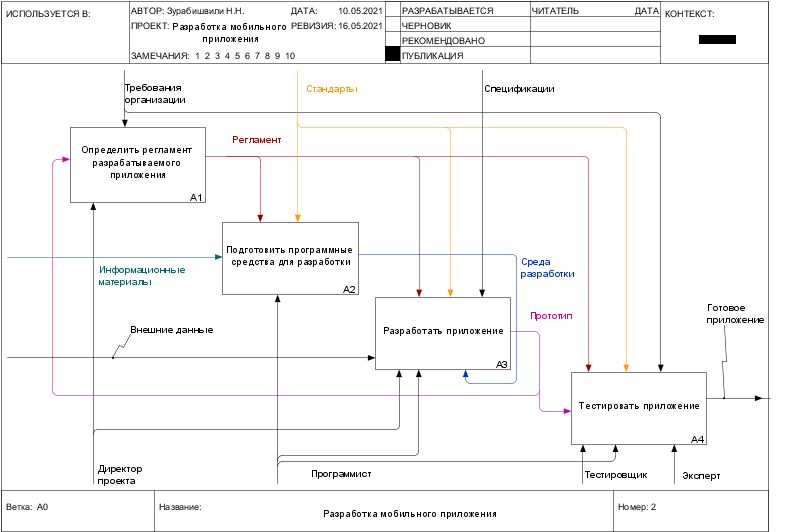 ИСПОЛЬЗУЕТСЯ В:
АВТОР: Зурабишвили Н.Н.
ДАТА: 10.05.2021
ПРОЕКТ: Разработка мобильного
приложения
РЕВИЗИЯ: 16.05.2021
ЗАМЕЧАНИЯ: 1 2 3 4 5 6 7 8 9 10
РАЗРАБАТЫВАЕТСЯ
ЧЕРНОВИК
РЕКОМЕНДОВАНО
ПУБЛИКАЦИЯ
ЧИТАТЕЛЬ
ДАТА
КОНТЕКСТ:
Требования
организации
Стандарты
Спецификации
Определить регламент
разрабатываемого
приложения
A1
Регламент
Подготовить программные
средства для разработки
A2
Информационные
материалы
Среда
разработки
Внешние данные
Разработать приложение
A3
Прототип
Готовое
приложение
Тестировать приложение
A4
Директор
проекта
Программист
Тестировщик
Эксперт
Ветка: A0
Название:
Разработка мобильного приложения
Номер: 2